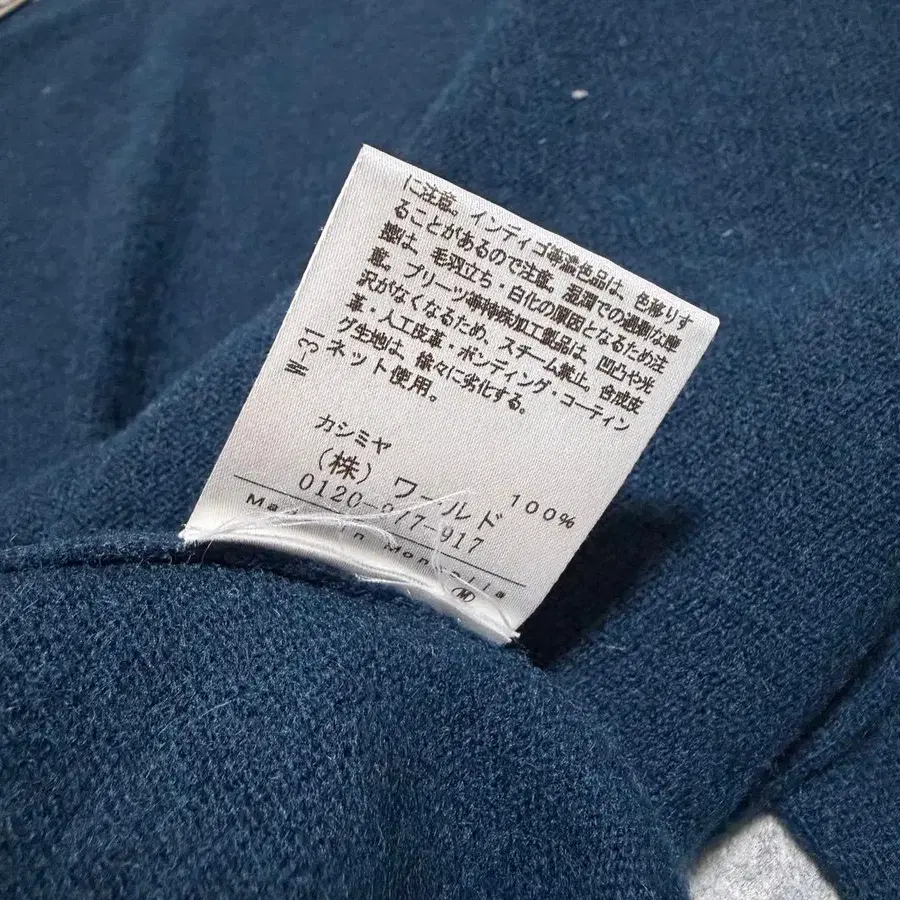 に注意。インディゴ等濃色品は、色移りす
ることがあるので注意。湿潤での過剰な摩
擦は、毛羽立ち・白化の原因となるため注
意。プリーツ等特殊加工製品は、凹凸や光
沢がなくなるため、スチーム禁止。合成皮
革・人工皮革・ボンディング・コーティン
グ生地は、徐々に劣化する。
ネット使用。
H-31
カシミヤ 100%
(株)ワールド
0120-977-917
Made in Mongolia
M